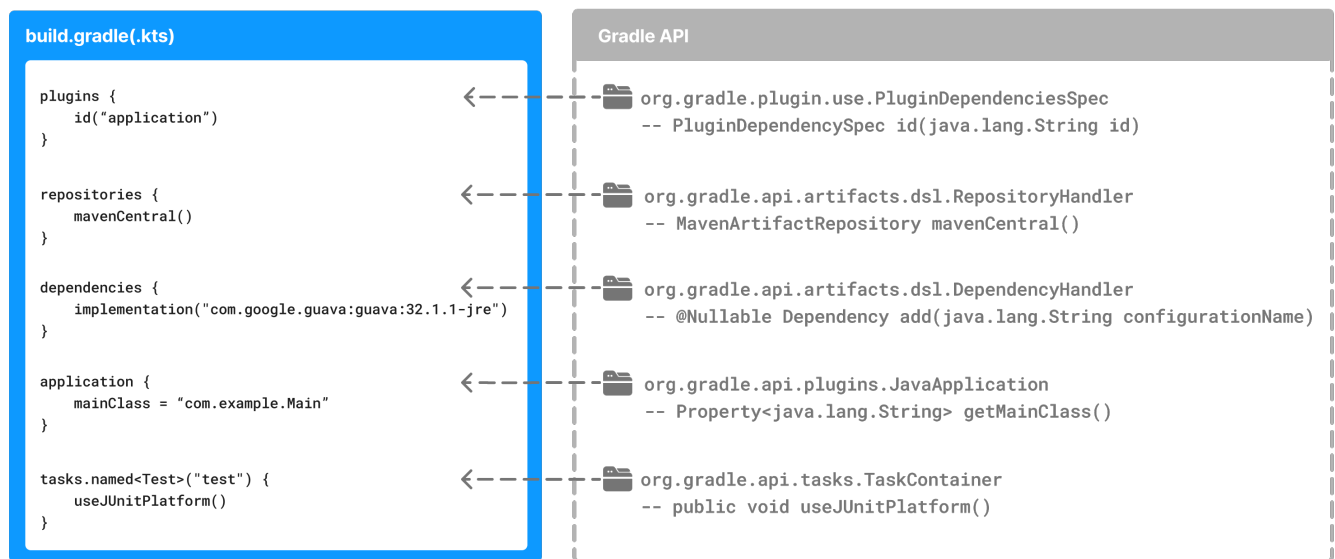 build.gradle(.kts)
plugins {
    id(“application”)
}
repositories {
    mavenCentral()
}
dependencies {
    implementation("com.google.guava:guava:32.1.1-jre")
}
application {
    mainClass = “com.example.Main”
}
tasks.named<Test>("test") {
    useJUnitPlatform()
}
Gradle API
org.gradle.plugin.use.PluginDependenciesSpec
-- PluginDependencySpec id(java.lang.String id)
org.gradle.api.artifacts.dsl.RepositoryHandler
-- MavenArtifactRepository mavenCentral()
org.gradle.api.artifacts.dsl.DependencyHandler
-- @Nullable Dependency add(java.lang.String configurationName)
org.gradle.api.plugins.JavaApplication
-- Property<java.lang.String> getMainClass()
org.gradle.api.tasks.TaskContainer
-- public void useJUnitPlatform()